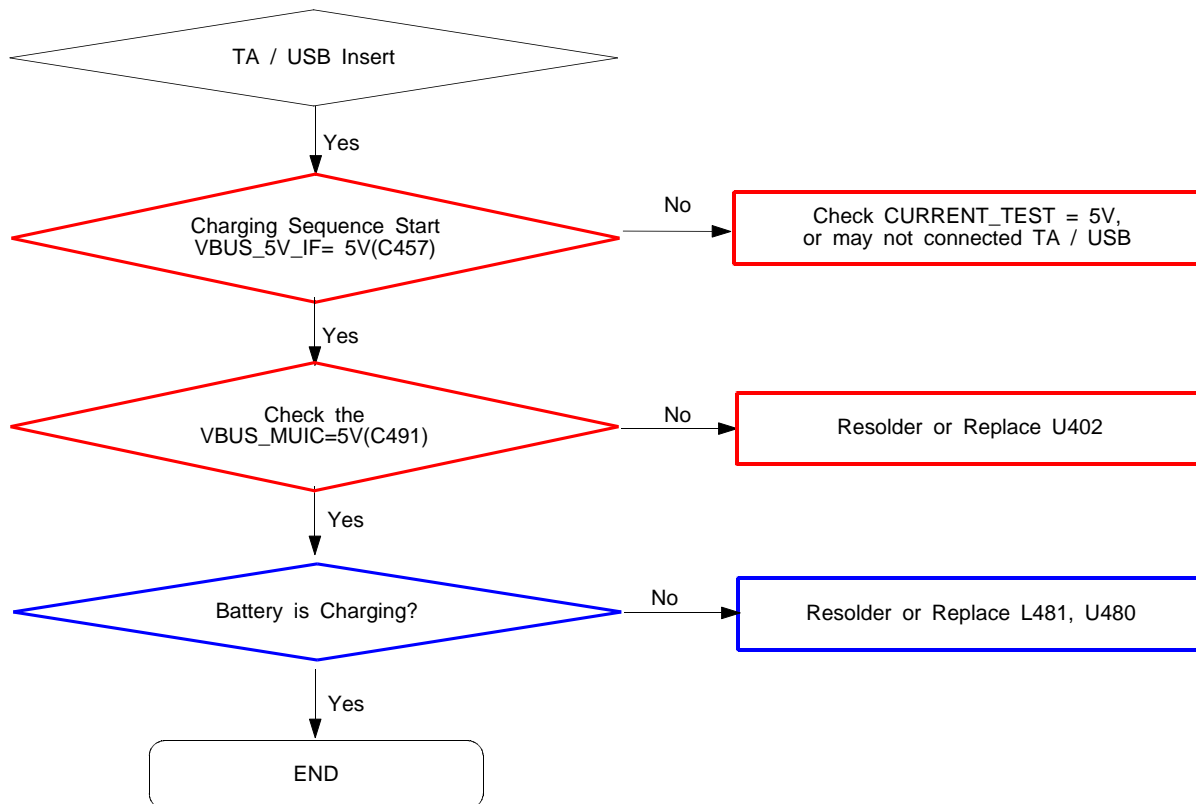 TA / USB Insert
Yes
Charging Sequence Start
VBUS_5V_IF= 5V(C457)
No
Check CURRENT_TEST = 5V,
or may not connected TA / USB
Yes
Check the
VBUS_MUIC=5V(C491)
No
Resolder or Replace U402
Yes
Battery is Charging?
No
Resolder or Replace L481, U480
Yes
END